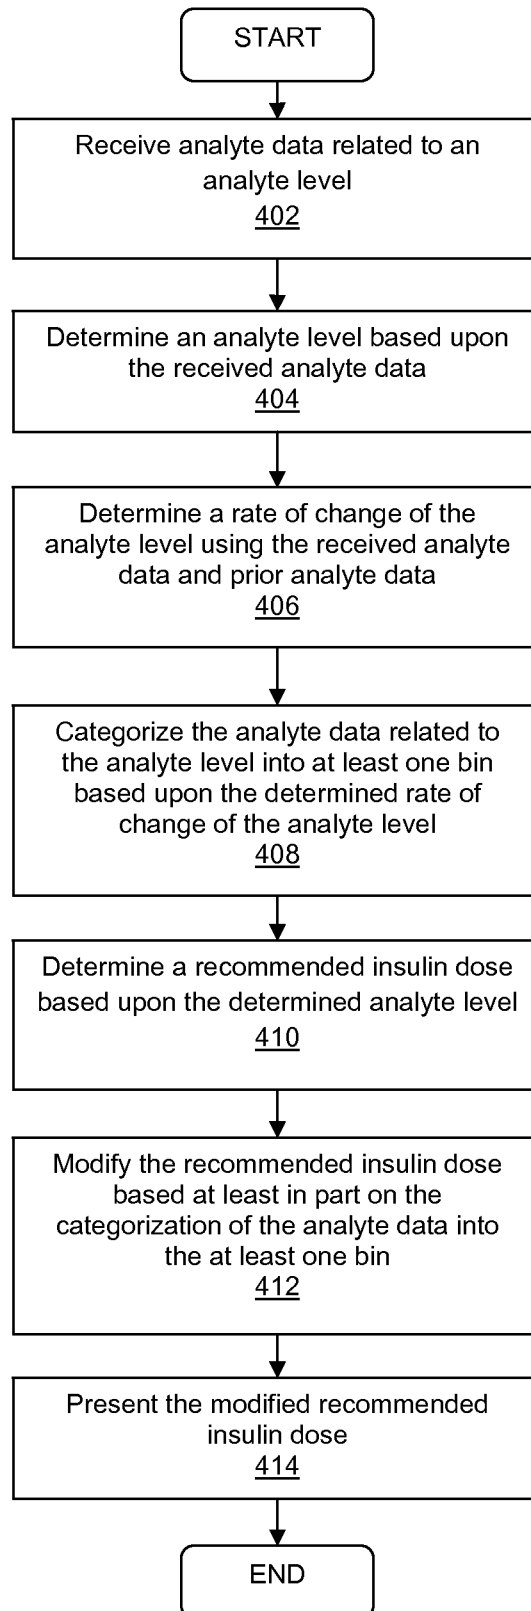 START
Receive analyte data related to an
analyte level
402
Determine an analyte level based upon
the received analyte data
404
Determine a rate of change of the
analyte level using the received analyte
data and prior analyte data
406
Categorize the analyte data related to
the analyte level into at least one bin
based upon the determined rate of
change of the analyte level
408
Determine a recommended insulin dose
based upon the determined analyte level
410
Modify the recommended insulin dose
based at least in part on the
categorization of the analyte data into
the at least one bin
412
Present the modified recommended
insulin dose
414
END